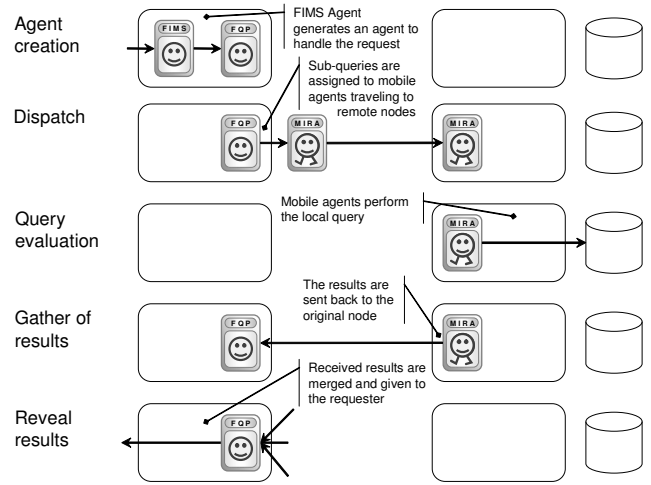 Agent
creation
FIMS
FQP
FIMS Agent
generates an agent to
handle the request
Dispatch
FQP
MIRA
Sub-queries are
assigned to mobile
agents traveling to
remote nodes
MIRA
Query
evaluation
Mobile agents perform
the local query
MIRA
Gather of
results
FQP
The results are
sent back to the
original node
MIRA
Reveal
results
FQP
Received results are
merged and given to
the requester